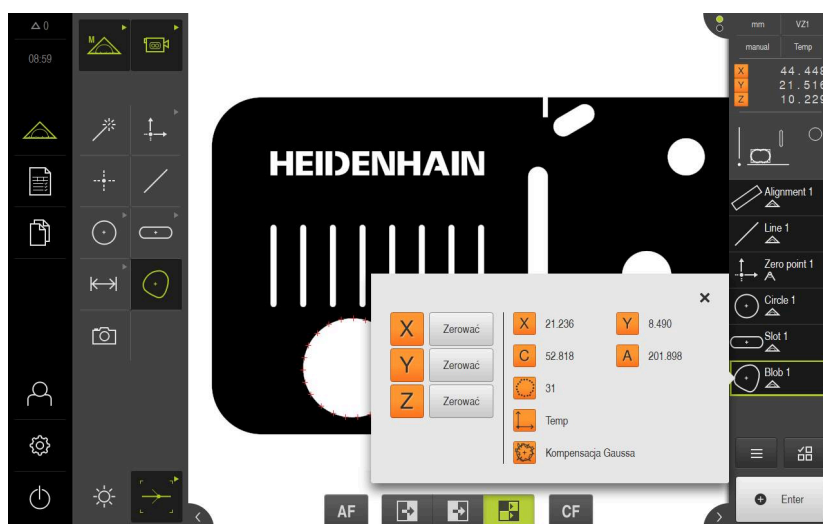 △ 0
08:59
M
HEIDENHAIN
mm VZ1
manual Temp
X 44.448
Y 21.516
Z 10.229
Alignment 1
Line 1
Zero point 1
Circle 1
Slot 1
Blob 1
X Zerować
Y Zerować
Z Zerować
X 21.236 Y 8.490
C 52.818 A 201.898
31
Temp
Kompensacja Gaussa
AF
CF
Enter